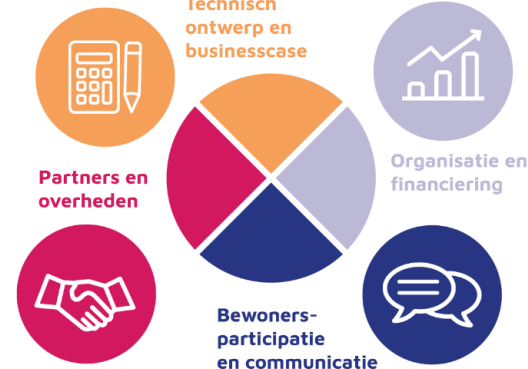 Technisch
ontwerp en
businesscase
Organisatie en
financiering
Partners en
overheden
Bewoners-
participatie
en communicatie